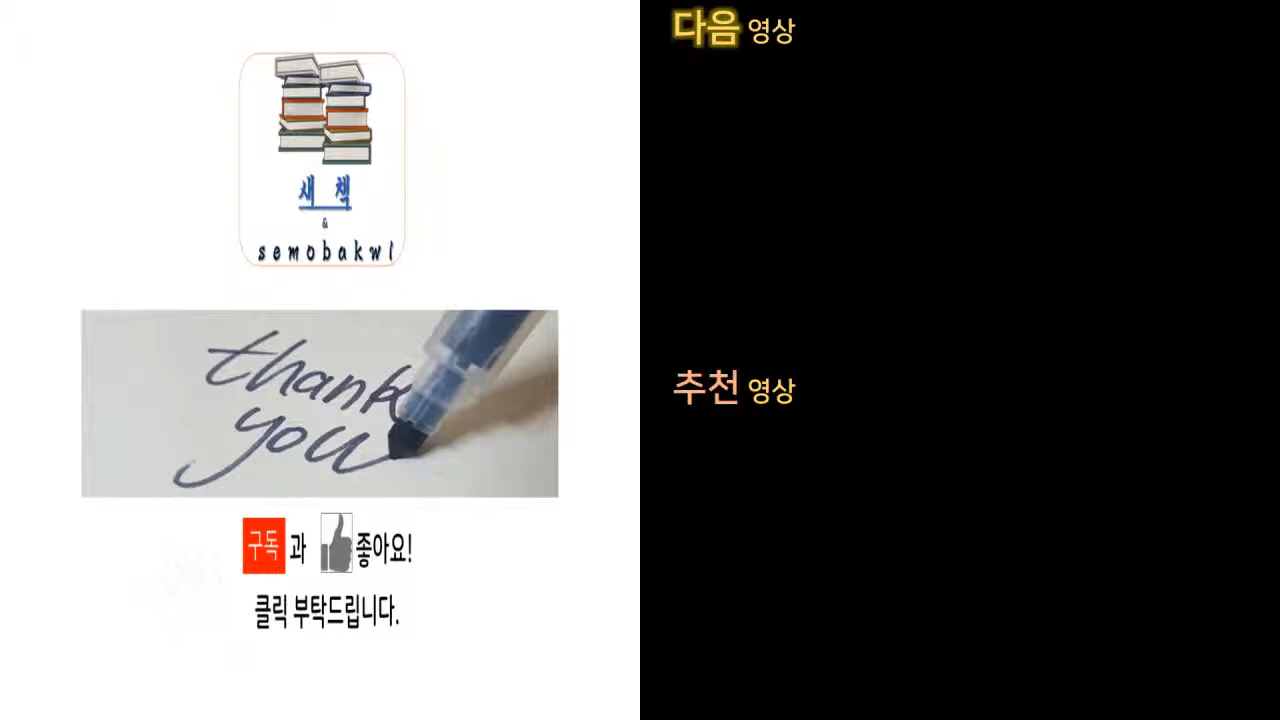 새 책
&
semobakwi
thank
you
구독과 좋아요!
클릭 부탁드립니다.
다음 영상
추천 영상